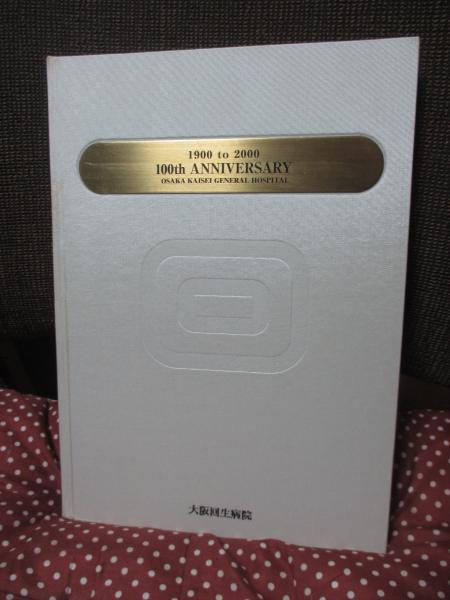 1900 to 2000
100th ANNIVERSARY
OSAKA KAISEI GENERAL HOSPITAL
大阪回生病院